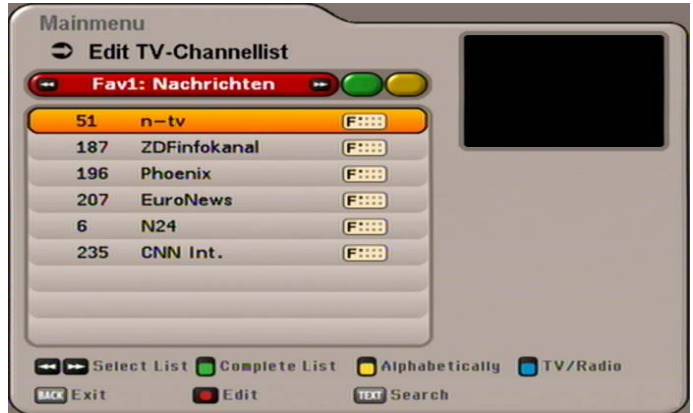 Mainmenu
Edit TV-Channellist
Fav1: Nachrichten
51 n-tv F
187 ZDFinfokanal F
196 Phoenix F
207 EuroNews F
6 N24 F
235 CNN Int. F
Select List Complete List Alphabetically TV/Radio
BACK Exit Edit TEXT Search